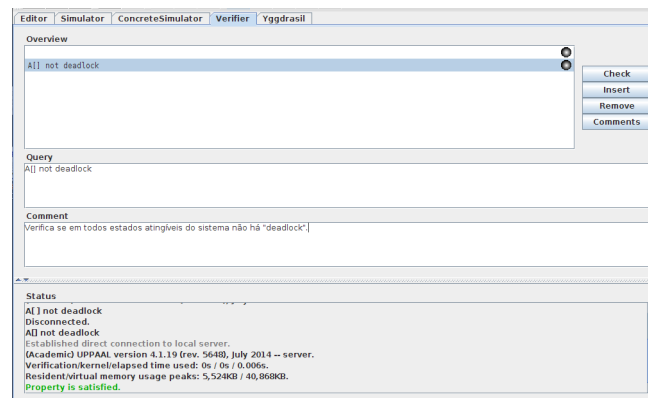 Editor Simulator ConcreteSimulator Verifier Yggdrasil
Overview
A[] not deadlock
Check
Insert
Remove
Comments
Query
A[] not deadlock
Comment
Verifica se em todos estados atingíveis do sistema não há "deadlock".
Status
A[ ] not deadlock
Disconnected.
A[] not deadlock
Established direct connection to local server.
(Academic) UPPAAL version 4.1.19 (rev. 5648), July 2014 -- server.
Verification/kernel/elapsed time used: 0s / 0s / 0.006s.
Resident/virtual memory usage peaks: 5,524KB / 40,868KB.
Property is satisfied.